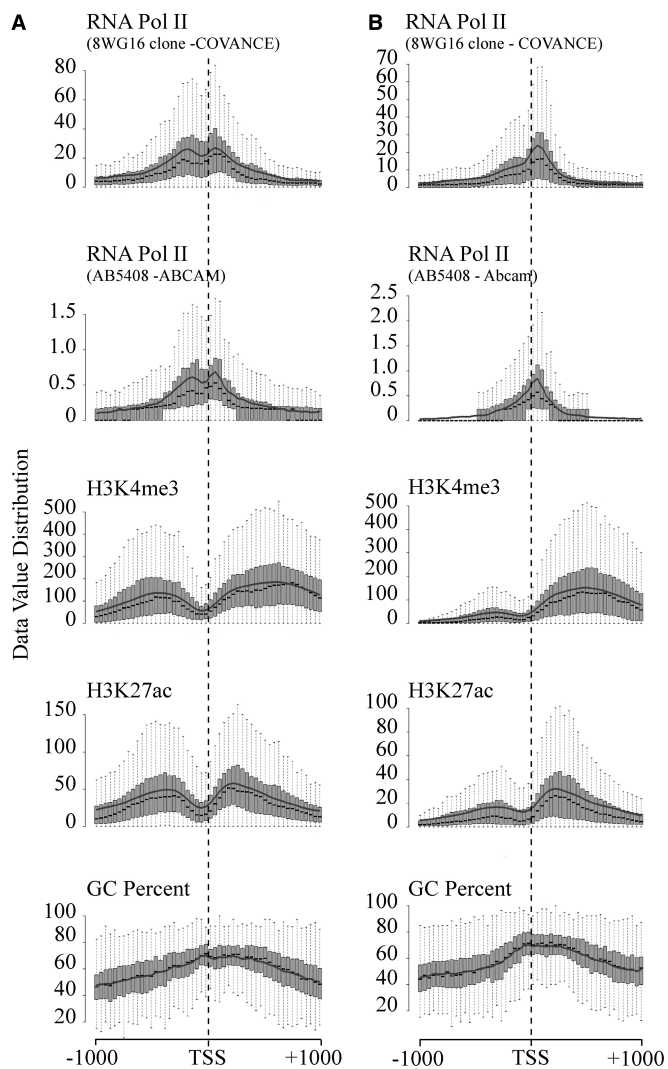 A
RNA Pol II
(8WG16 clone -COVANCE)
80
60
40
20
0
RNA Pol II
(AB5408 -ABCAM)
1.5
1.0
0.5
0
H3K4me3
500
400
300
200
100
0
H3K27ac
150
100
50
0
GC Percent
100
80
60
40
20
-1000 TSS +1000
Data Value Distribution
B
RNA Pol II
(8WG16 clone - COVANCE)
70
60
50
40
30
20
10
0
RNA Pol II
(AB5408 - Abcam)
2.5
2.0
1.5
1.0
0.5
0
H3K4me3
500
400
300
200
100
0
H3K27ac
100
80
60
40
20
0
GC Percent
100
80
60
40
20
-1000 TSS +1000